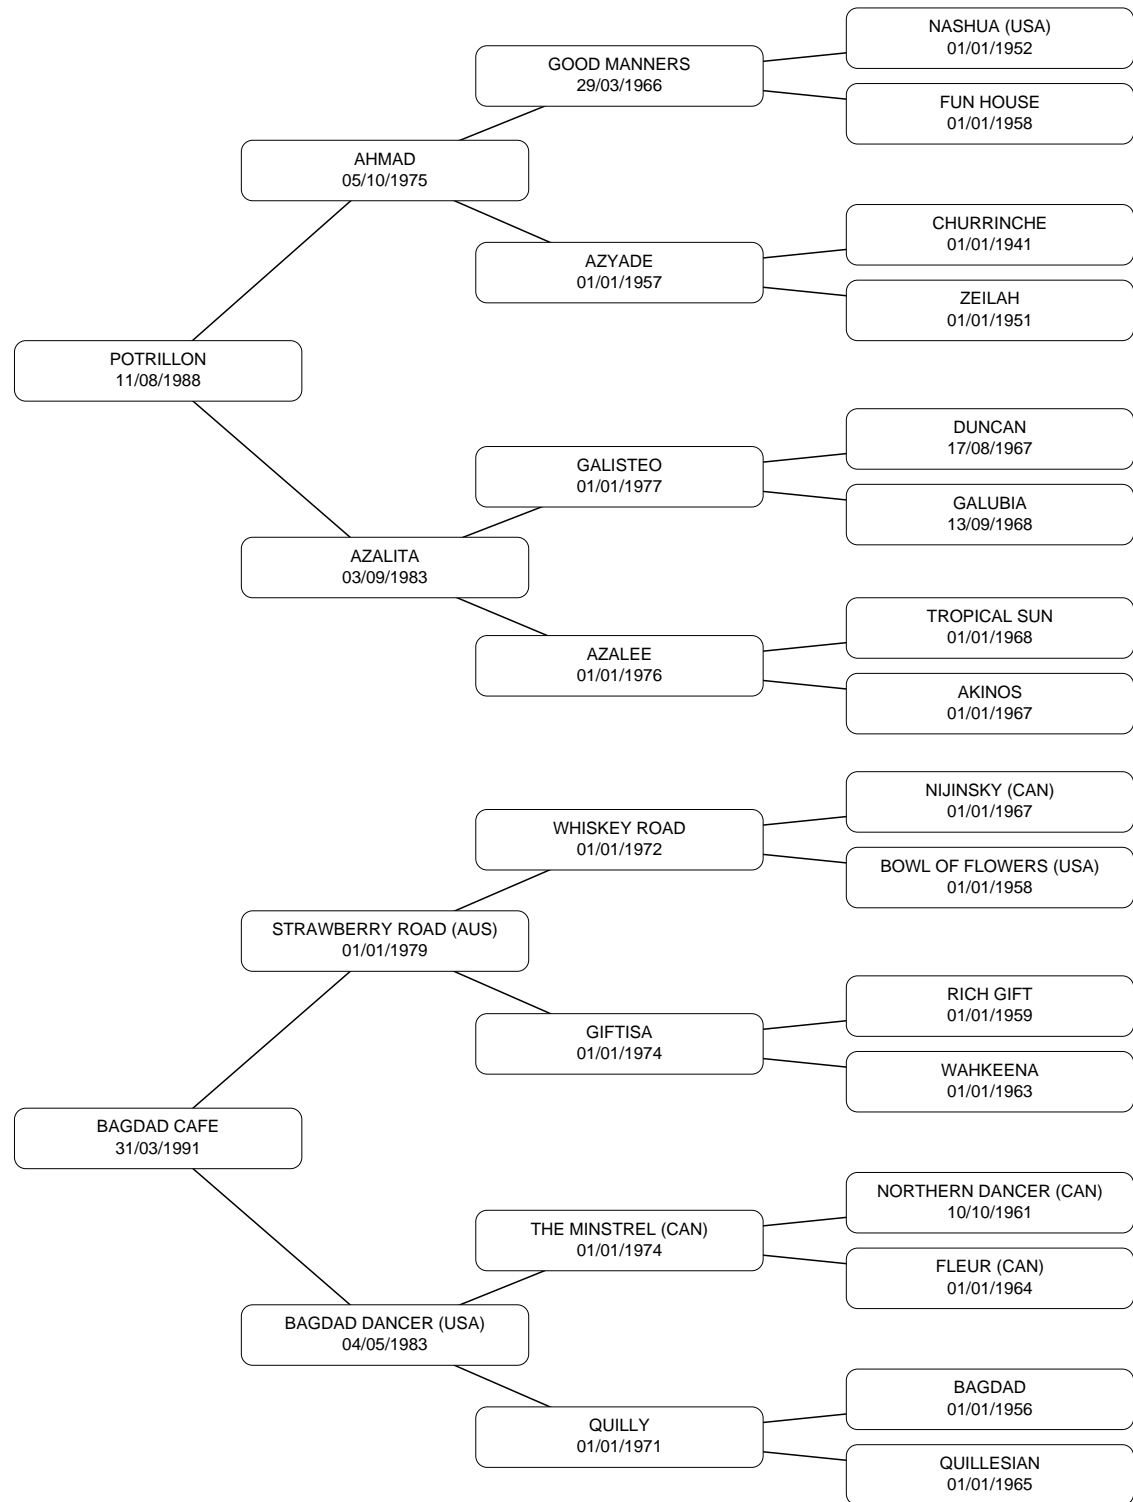 NASHUA (USA)
01/01/1952
GOOD MANNERS
29/03/1966
FUN HOUSE
01/01/1958
AHMAD
05/10/1975
CHURRINCHE
01/01/1941
AZYADE
01/01/1957
ZEILAH
01/01/1951
POTRILLON
11/08/1988
DUNCAN
17/08/1967
GALISTEO
01/01/1977
GALUBIA
13/09/1968
AZALITA
03/09/1983
TROPICAL SUN
01/01/1968
AZALEE
01/01/1976
AKINOS
01/01/1967
NIJINSKY (CAN)
01/01/1967
WHISKEY ROAD
01/01/1972
BOWL OF FLOWERS (USA)
01/01/1958
STRAWBERRY ROAD (AUS)
01/01/1979
RICH GIFT
01/01/1959
GIFTISA
01/01/1974
WAHKEENA
01/01/1963
BAGDAD CAFE
31/03/1991
NORTHERN DANCER (CAN)
10/10/1961
THE MINSTREL (CAN)
01/01/1974
FLEUR (CAN)
01/01/1964
BAGDAD DANCER (USA)
04/05/1983
BAGDAD
01/01/1956
QUILLY
01/01/1971
QUILLESIAN
01/01/1965